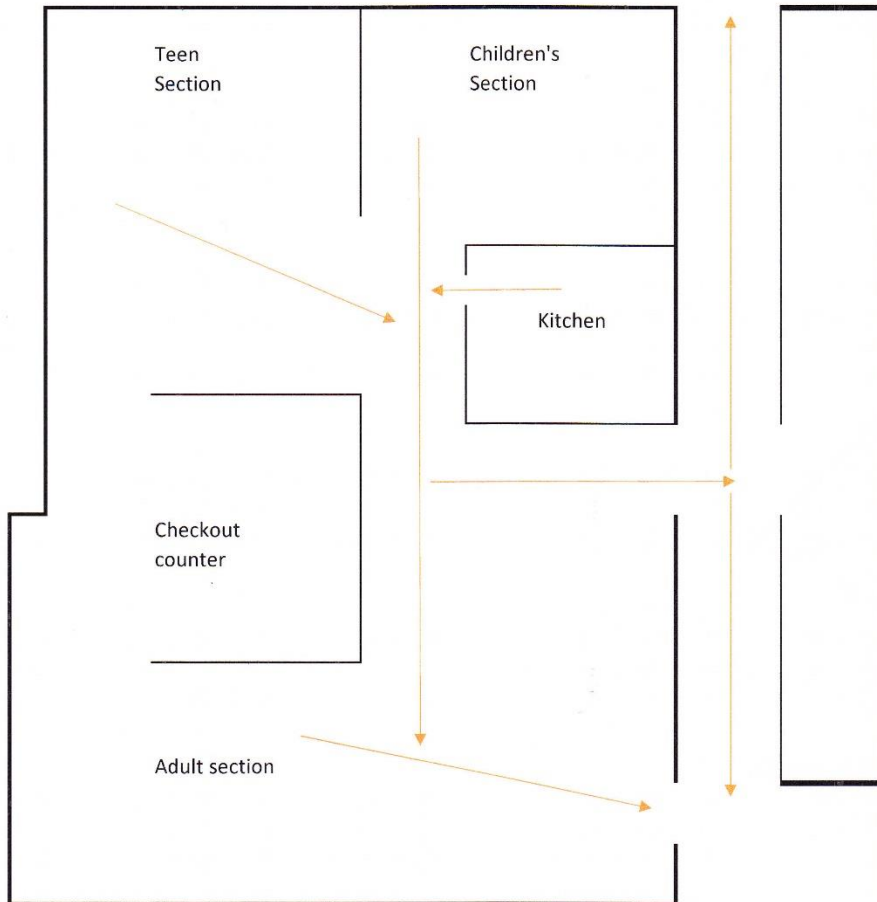 Teen
Section
Children's
Section
Kitchen
Checkout
counter
Adult section